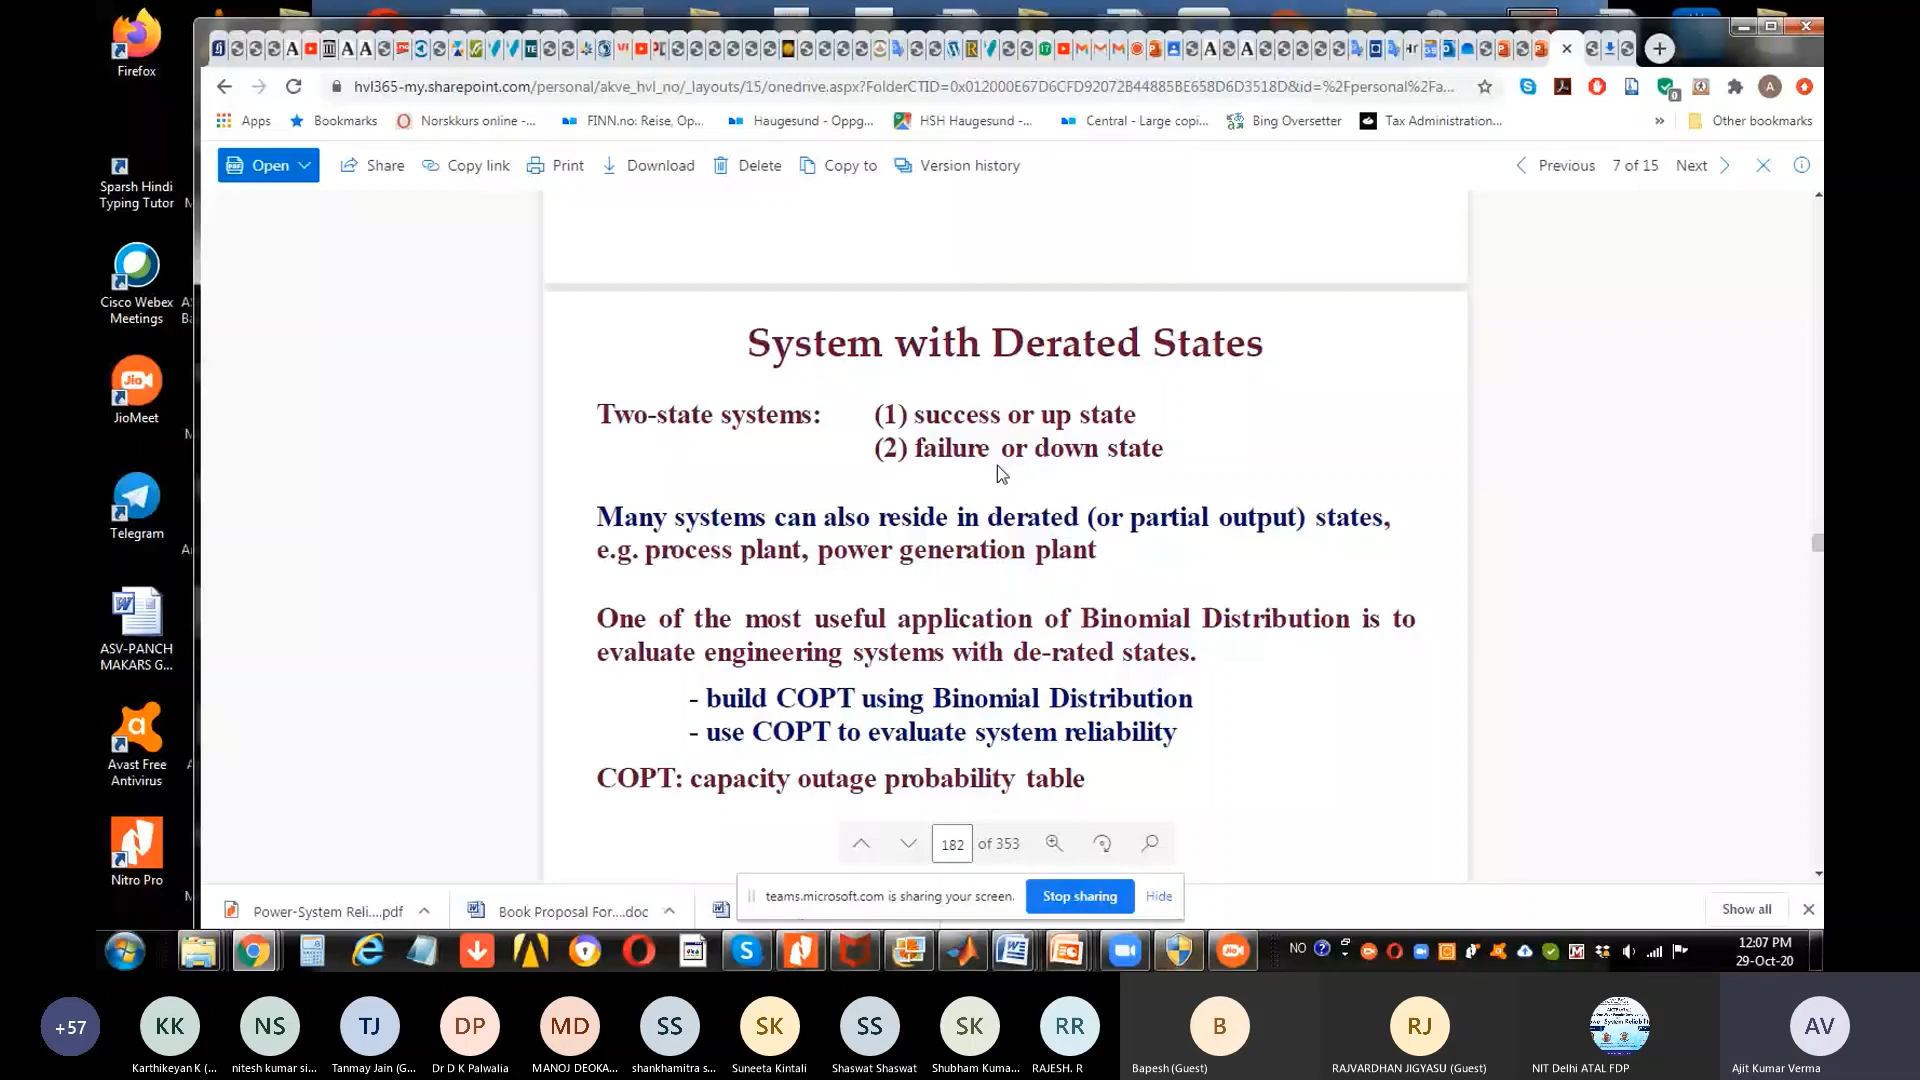 Firefox
hvl365-my.sharepoint.com/personal/akve_hvl_no/_layouts/15/onedrive.aspx?FolderCTID=0x012000E67D6CFD92072B44885BE658D6D3518D&id=%2Fpersonal%2Fa...
Apps
Bookmarks
Norskkurs online -...
FINN.no: Reise, Op...
Haugesund - Oppg...
HSH Haugesund -...
Central - Large copi...
Bing Oversetter
Tax Administration...
»
Other bookmarks
Open
Share
Copy link
Print
Download
Delete
Copy to
Version history
Previous
7 of 15
Next
Sparsh Hindi
Typing Tutor
Cisco Webex
Meetings
JioMeet
Telegram
ASV-PANCH
MAKARS G...
Avast Free
Antivirus
Nitro Pro
System with Derated States
Two-state systems: (1) success or up state
(2) failure or down state
Many systems can also reside in derated (or partial output) states,
e.g. process plant, power generation plant
One of the most useful application of Binomial Distribution is to
evaluate engineering systems with de-rated states.
- build COPT using Binomial Distribution
- use COPT to evaluate system reliability
COPT: capacity outage probability table
182 of 353
teams.microsoft.com is sharing your screen.
Stop sharing
Hide
Power-System Reli....pdf
Book Proposal For....doc
Show all
NO
12:07 PM
29-Oct-20
+57
KK
NS
TJ
DP
MD
SS
SK
SS
SK
RR
B
RJ
AV
Karthikeyan K (...
nitesh kumar si...
Tanmay Jain (G...
Dr D K Palwalia
MANOJ DEOKA...
shankhamitra s...
Suneeta Kintali
Shaswat Shaswat
Shubham Kuma...
RAJESH. R
Bapesh (Guest)
RAJVARDHAN JIGYASU (Guest)
NIT Delhi ATAL FDP
Ajit Kumar Verma